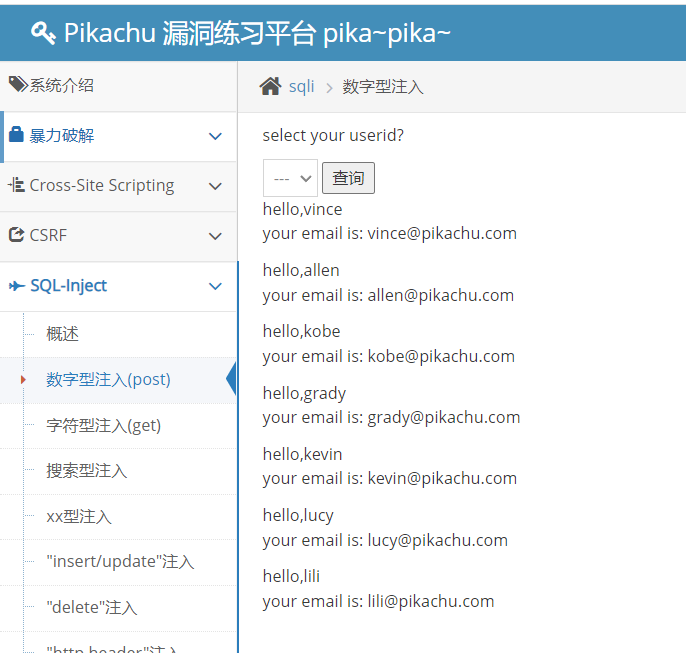 Pikachu 漏洞练习平台 pika~pika~
系统介绍
暴力破解
Cross-Site Scripting
CSRF
SQL-Inject
概述
数字型注入(post)
字符型注入(get)
搜索型注入
xx型注入
"insert/update"注入
"delete"注入
"http header"注入
sqli > 数字型注入
select your userid?
--- 查询
hello,vince
your email is: vince@pikachu.com
hello,allen
your email is: allen@pikachu.com
hello,kobe
your email is: kobe@pikachu.com
hello,grady
your email is: grady@pikachu.com
hello,kevin
your email is: kevin@pikachu.com
hello,lucy
your email is: lucy@pikachu.com
hello,lili
your email is: lili@pikachu.com